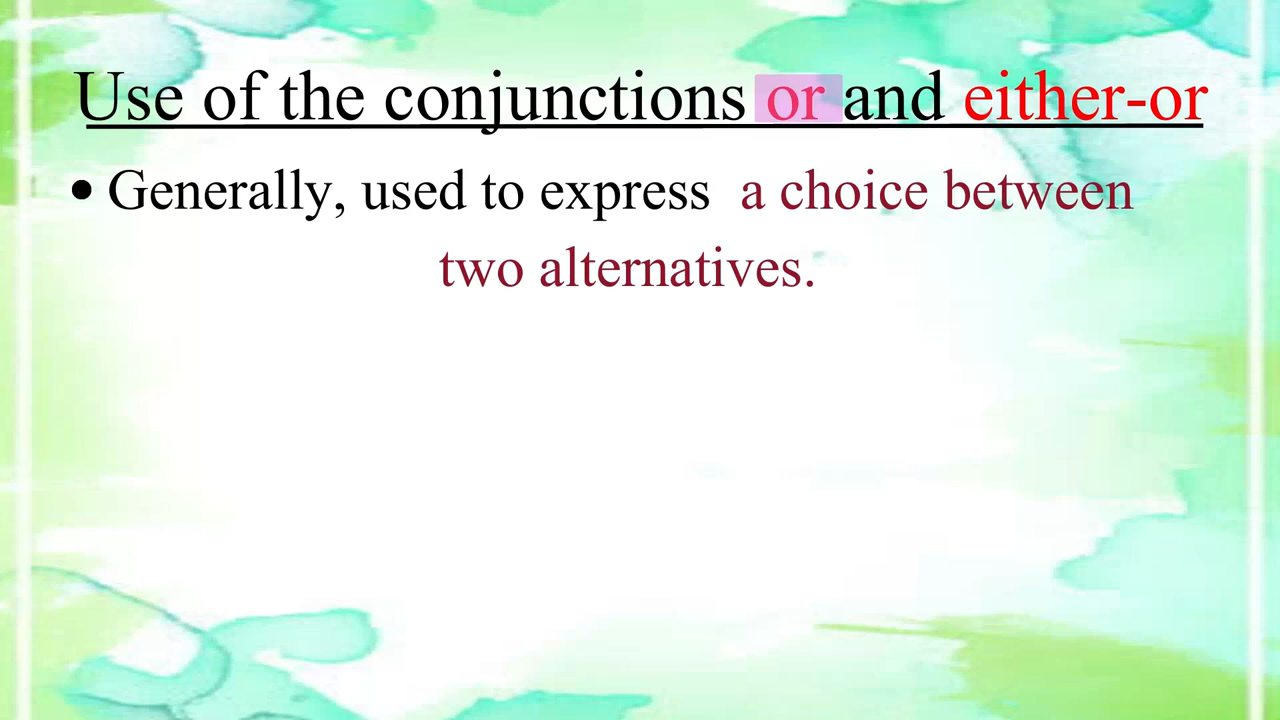 Use of the conjunctions or and either-or
• Generally, used to express a choice between
two alternatives.